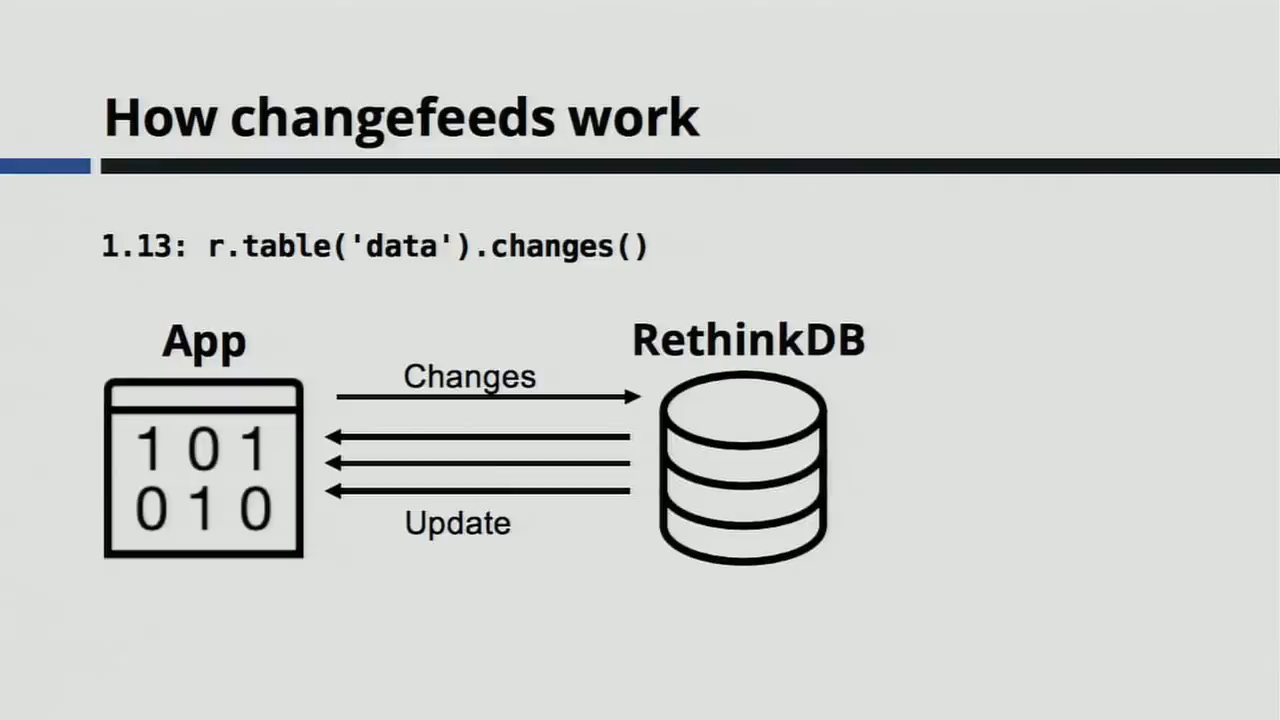 How changefeeds work
1.13: r.table('data').changes()
App
RethinkDB
Changes
1 0 1
0 1 0
Update